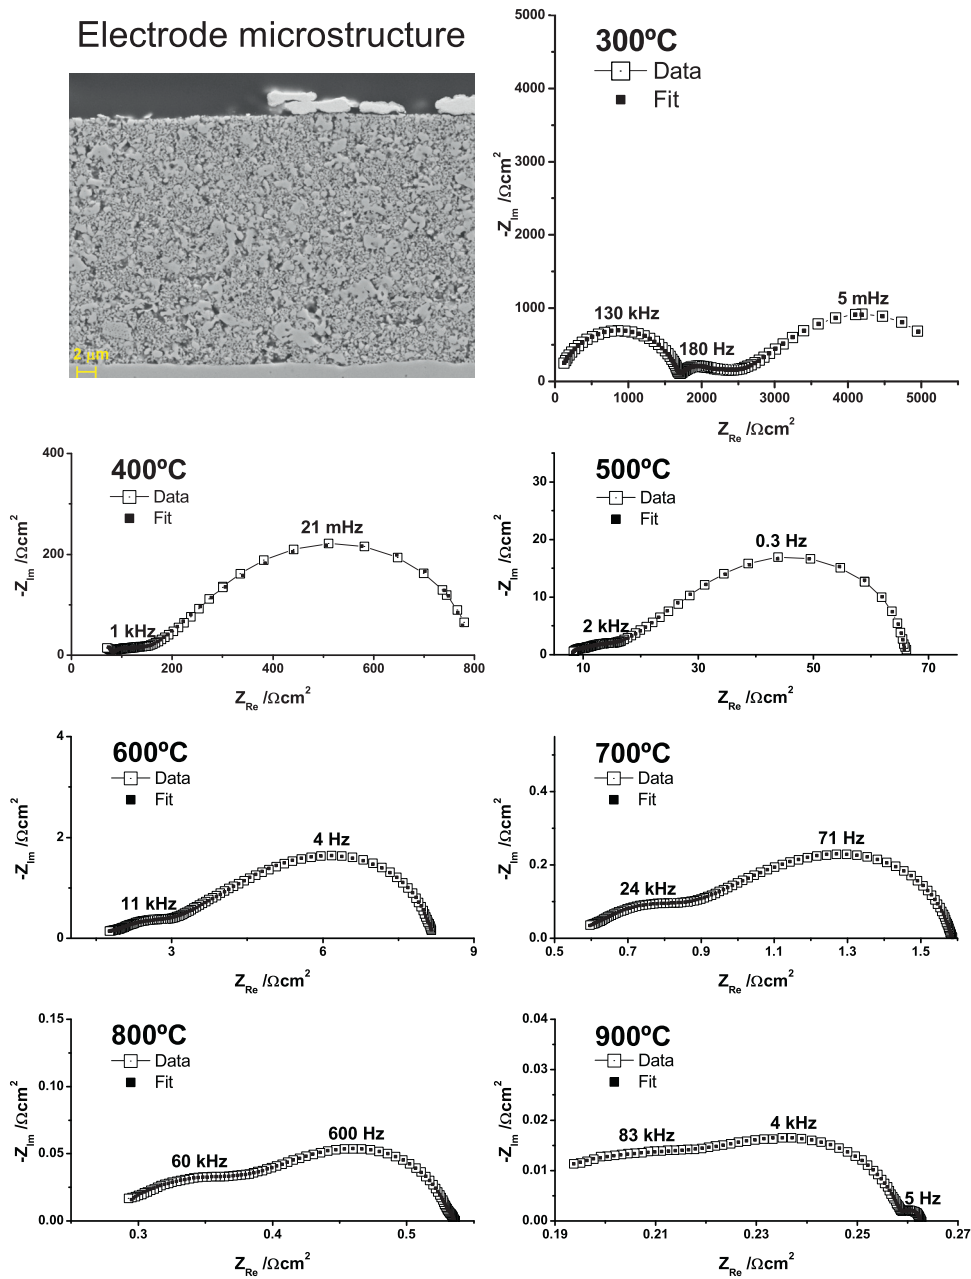 Electrode microstructure
2 um
300ºC
Data
Fit
130 kHz
180 Hz
5 mHz
5000
4000
3000
2000
1000
0
0 1000 2000 3000 4000 5000
-Z_Im /Ωcm²
Z_Re /Ωcm²
400ºC
Data
Fit
21 mHz
1 kHz
400
200
0
0 200 400 600 800
-Z_Im /Ωcm²
Z_Re /Ωcm²
500ºC
Data
Fit
0.3 Hz
2 kHz
30
20
10
0
10 30 50 70
-Z_Im /Ωcm²
Z_Re /Ωcm²
600ºC
Data
Fit
4 Hz
11 kHz
4
2
0
3 6 9
-Z_Im /Ωcm²
Z_Re /Ωcm²
700ºC
Data
Fit
71 Hz
24 kHz
0.4
0.2
0.0
0.5 0.7 0.9 1.1 1.3 1.5
-Z_Im /Ωcm²
Z_Re /Ωcm²
800ºC
Data
Fit
600 Hz
60 kHz
0.15
0.10
0.05
0.00
0.3 0.4 0.5
-Z_Im /Ωcm²
Z_Re /Ωcm²
900ºC
Data
Fit
4 kHz
83 kHz
5 Hz
0.04
0.03
0.02
0.01
0.00
0.19 0.21 0.23 0.25 0.27
-Z_Im /Ωcm²
Z_Re /Ωcm²